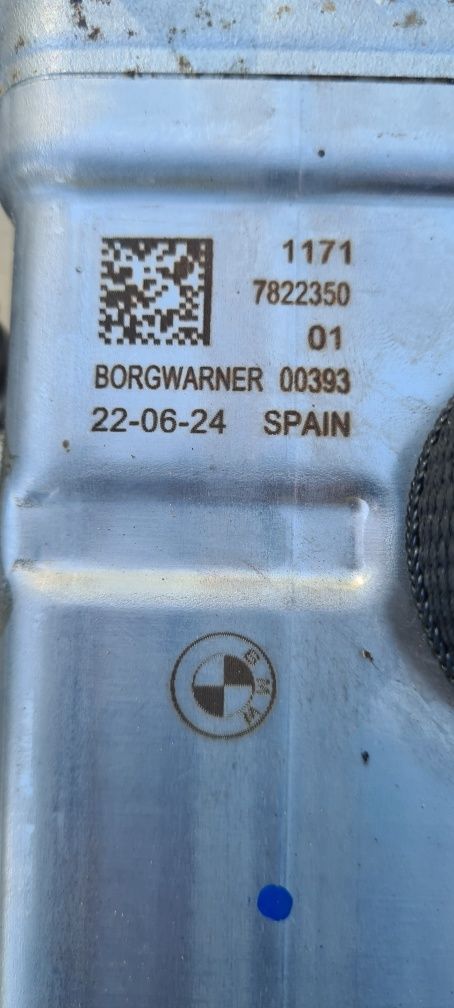 1171
7822350
01
BORGWARNER 00393
22-06-24 SPAIN
BMW